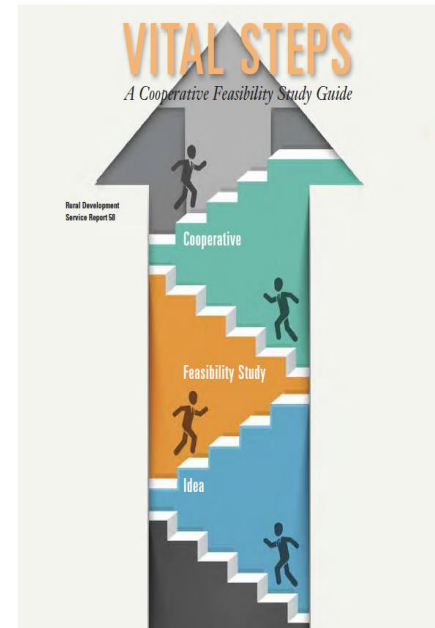 VITAL STEPS
A Cooperative Feasibility Study Guide
Rural Development
Service Report 58
Cooperative
Feasibility Study
Idea